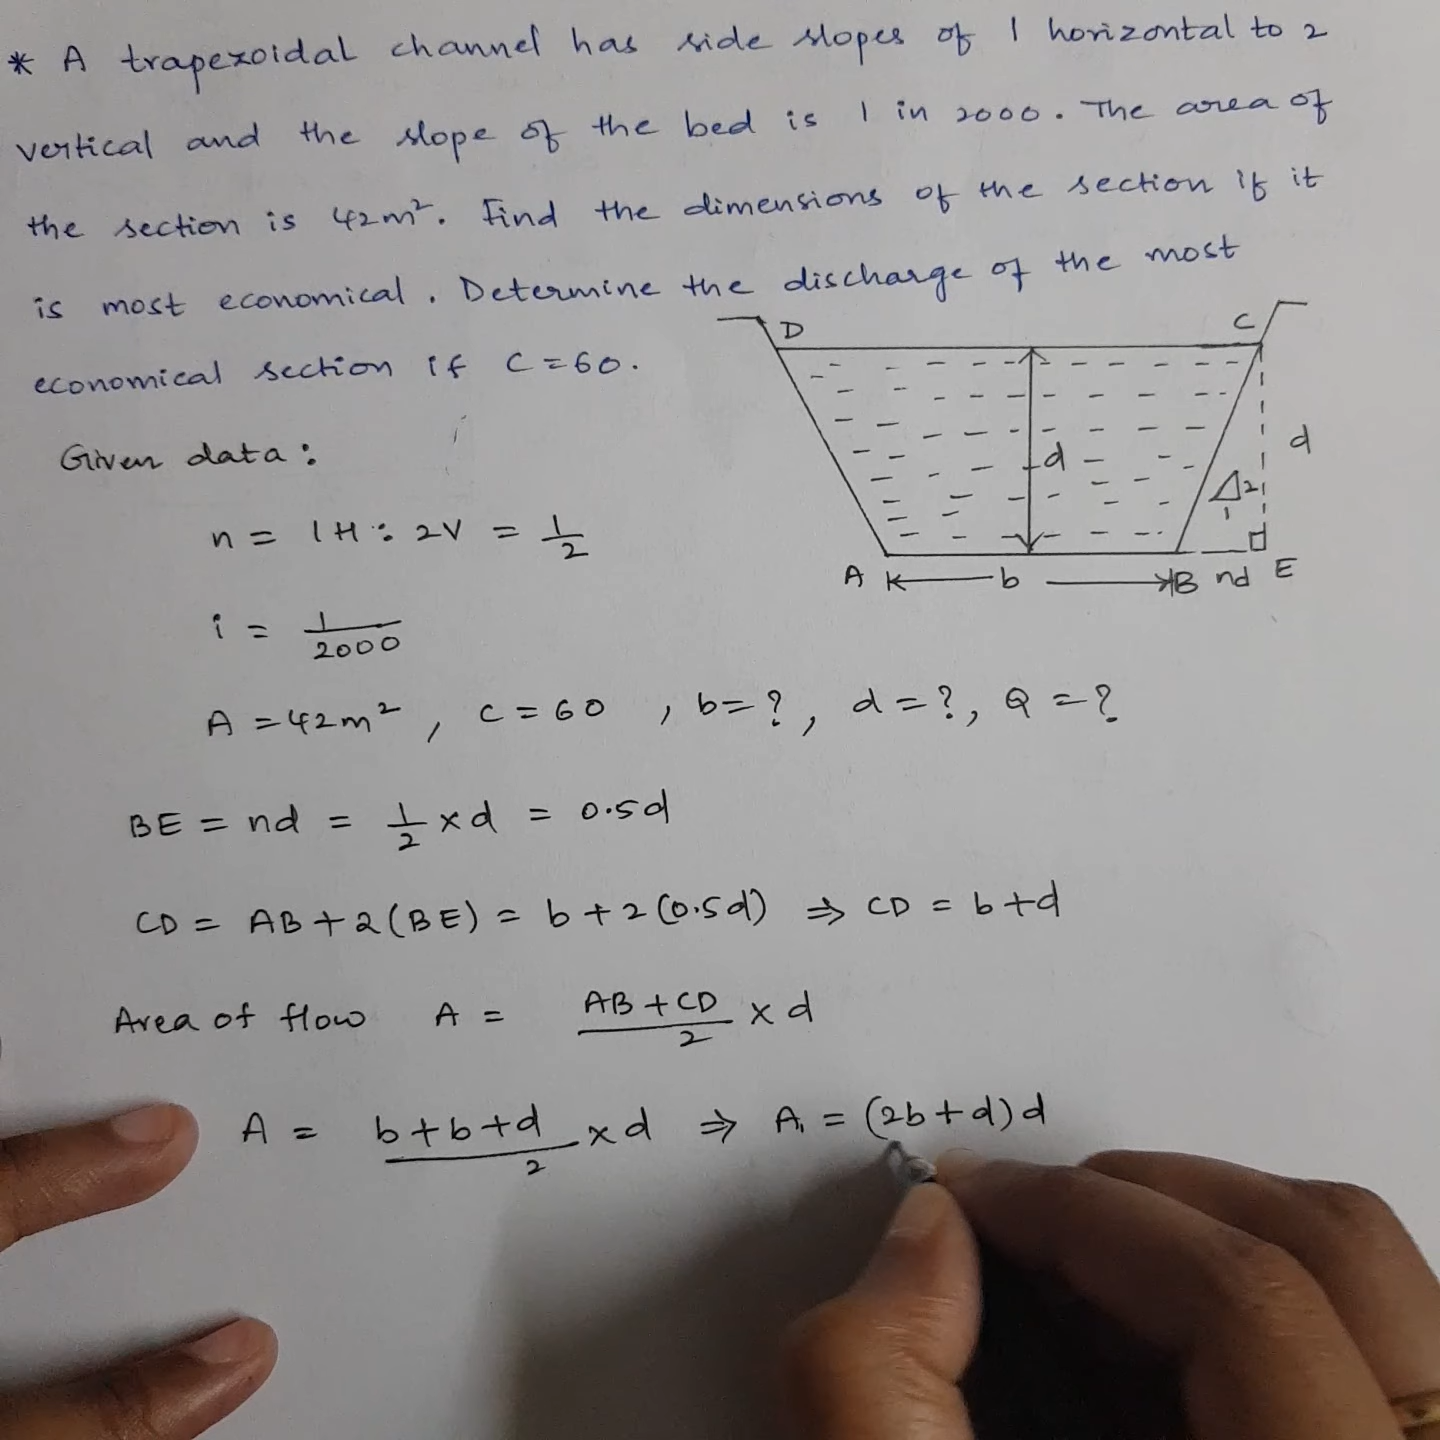 * A trapezoidal channel has side slopes of 1 horizontal to 2
vertical and the slope of the bed is 1 in 2000. The area of
the section is 42m². Find the dimensions of the section if it
is most economical. Determine the discharge of the most
economical section if C=60.
D C
d d
2
1
A b B nd E
Given data:
n = 1H : 2V = 1/2
i = 1/2000
A = 42m², C = 60, b=?, d=?, Q=?
BE = nd = 1/2 × d = 0.5d
CD = AB+2(BE) = b+2(0.5d) ⇒ CD = b+d
Area of flow A = AB+CD/2 × d
A = b+b+d/2 × d ⇒ A = (2b+d)d